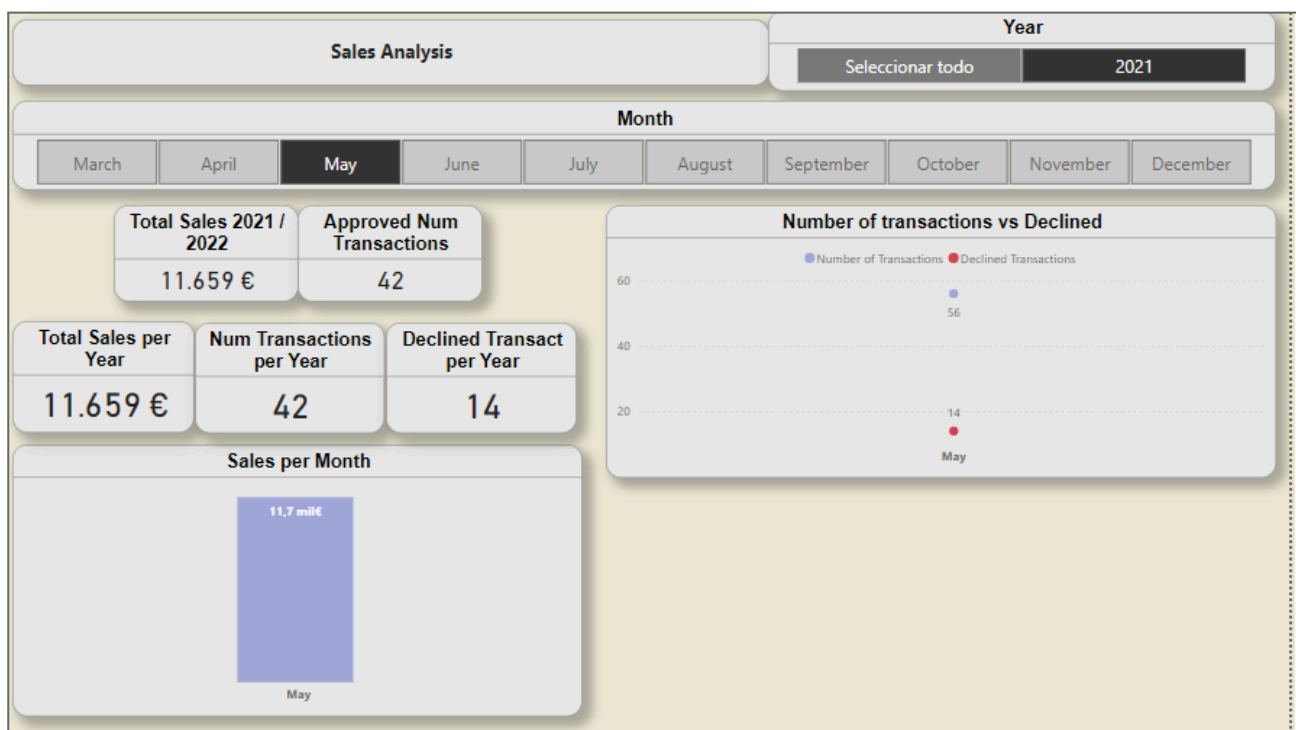 Sales Analysis
Year
Seleccionar todo
2021
Month
March
April
May
June
July
August
September
October
November
December
Total Sales 2021 /
2022
11.659 €
Approved Num
Transactions
42
Total Sales per
Year
11.659 €
Num Transactions
per Year
42
Declined Transact
per Year
14
Sales per Month
11,7 mil€
May
Number of transactions vs Declined
Number of Transactions
Declined Transactions
60
56
40
20
14
May